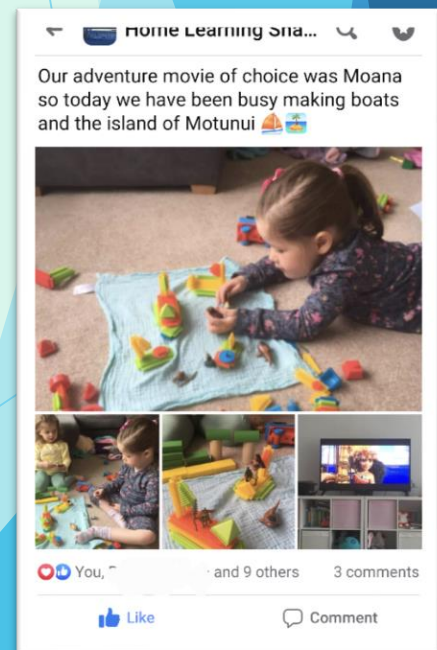 Home Learning Sha...
Our adventure movie of choice was Moana
so today we have been busy making boats
and the island of Motunui ⛵🏝️
You, and 9 others 3 comments
Like Comment